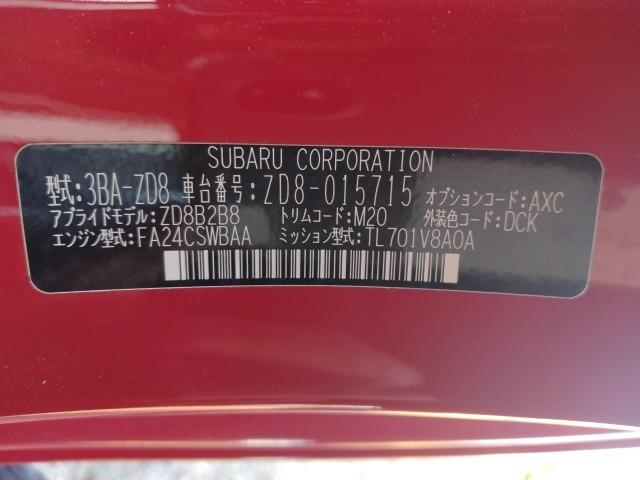 SUBARU CORPORATION
型式:3BA-ZD8 車台番号:ZD8-015715 オプションコード:AXC
アプライドモデル:ZD8B2B8 トリムコード:M20 外装色コード:DCK
エンジン型式:FA24CSWBAA ミッション型式:TL701V8A0A